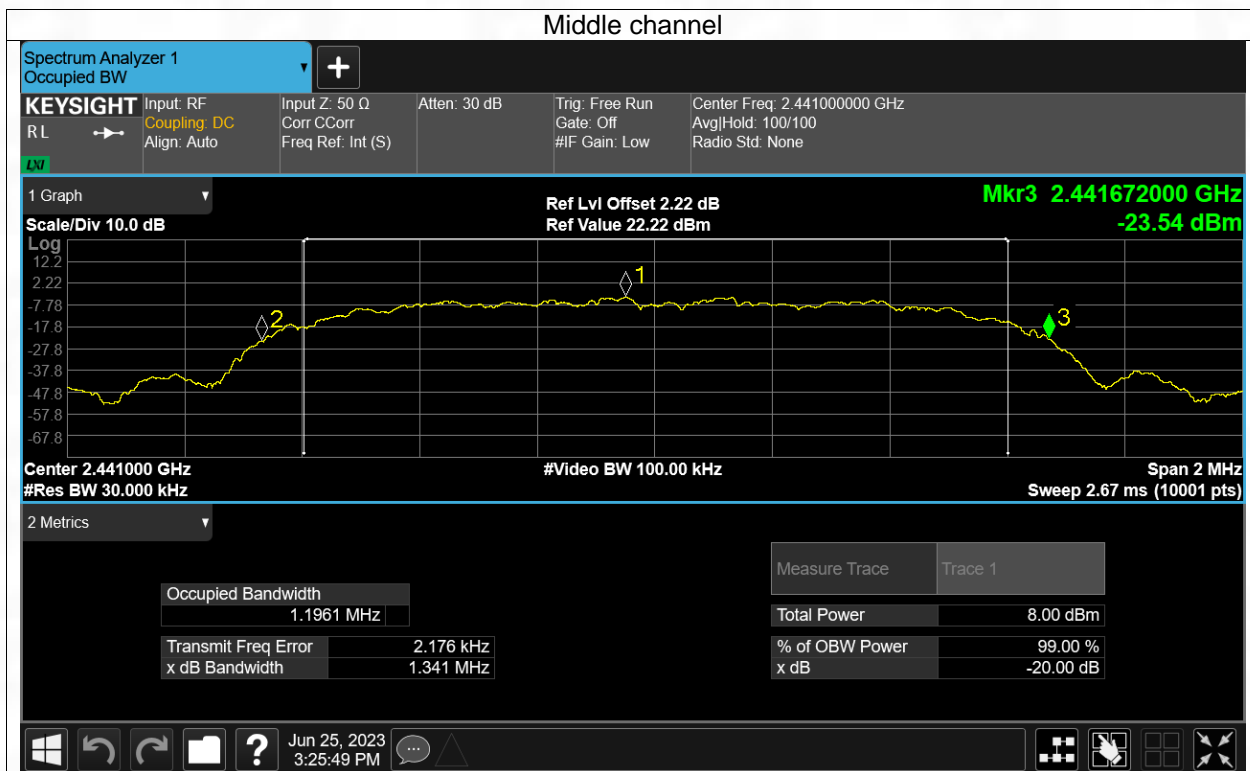 Middle channel
Spectrum Analyzer 1
Occupied BW
KEYSIGHT
R L
LXI
Input: RF
Coupling: DC
Align: Auto
Input Z: 50 Ω
Corr CCorr
Freq Ref: Int (S)
Atten: 30 dB
Trig: Free Run
Gate: Off
#IF Gain: Low
Center Freq: 2.441000000 GHz
Avg|Hold: 100/100
Radio Std: None
1 Graph
Scale/Div 10.0 dB
Ref Lvl Offset 2.22 dB
Ref Value 22.22 dBm
Mkr3 2.441672000 GHz
-23.54 dBm
Log
12.2
2.22
-7.78
-17.8
-27.8
-37.8
-47.8
-57.8
-67.8
1
2
3
Center 2.441000 GHz
#Video BW 100.00 kHz
Span 2 MHz
#Res BW 30.000 kHz
Sweep 2.67 ms (10001 pts)
2 Metrics
Measure Trace Trace 1
Occupied Bandwidth
1.1961 MHz
Total Power 8.00 dBm
Transmit Freq Error 2.176 kHz
% of OBW Power 99.00 %
x dB Bandwidth 1.341 MHz
x dB -20.00 dB
?
Jun 25, 2023
3:25:49 PM